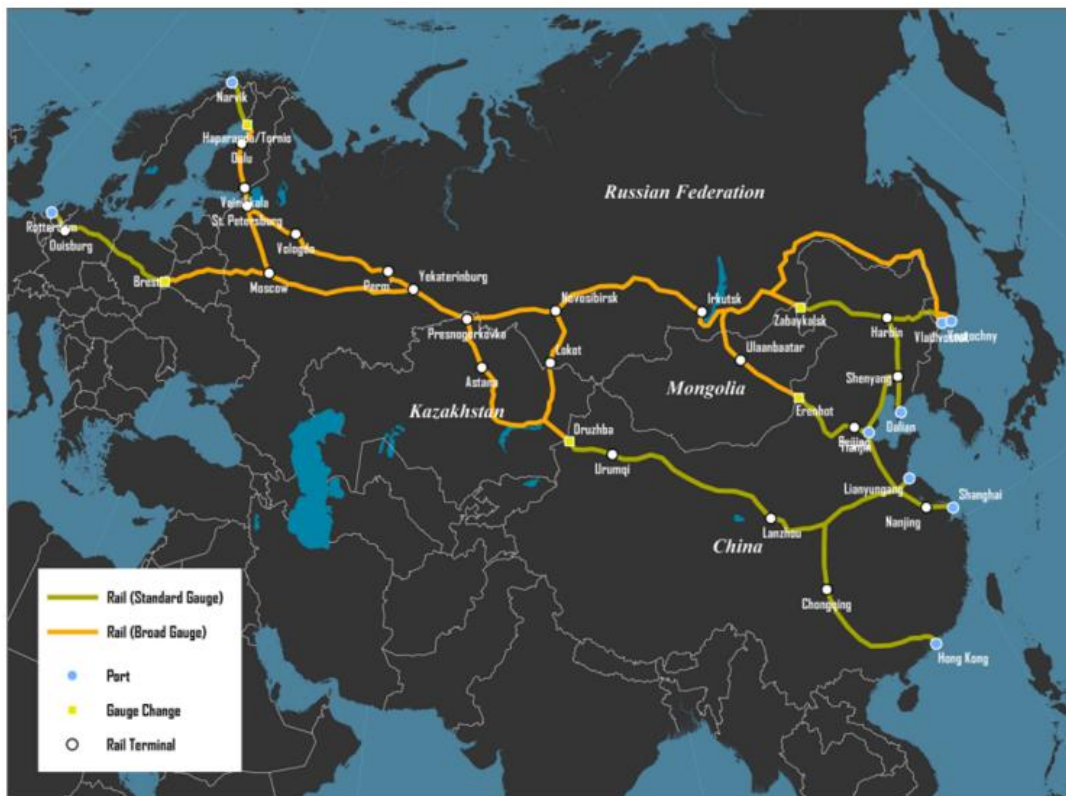 Narvik
Haparanda/Tornio
Oulu
Vainikkala
St. Petersburg
Rotterdam
Duisburg
Vologda
Brest
Moscow
Perm
Yekaterinburg
Russian Federation
Novosibirsk
Irkutsk
Presnogorkovka
Zabaykalsk
Harbin
Vostochny
Ulaanbaatar
Lokot
Astana
Shenyang
Mongolia
Kazakhstan
Erenhot
Dalian
Beijing
Tianjin
Druzhba
Urumqi
Lianyungang
Shanghai
Nanjing
Lanzhou
China
Chongqing
Hong Kong
Rail (Standard Gauge)
Rail (Broad Gauge)
Port
Gauge Change
Rail Terminal